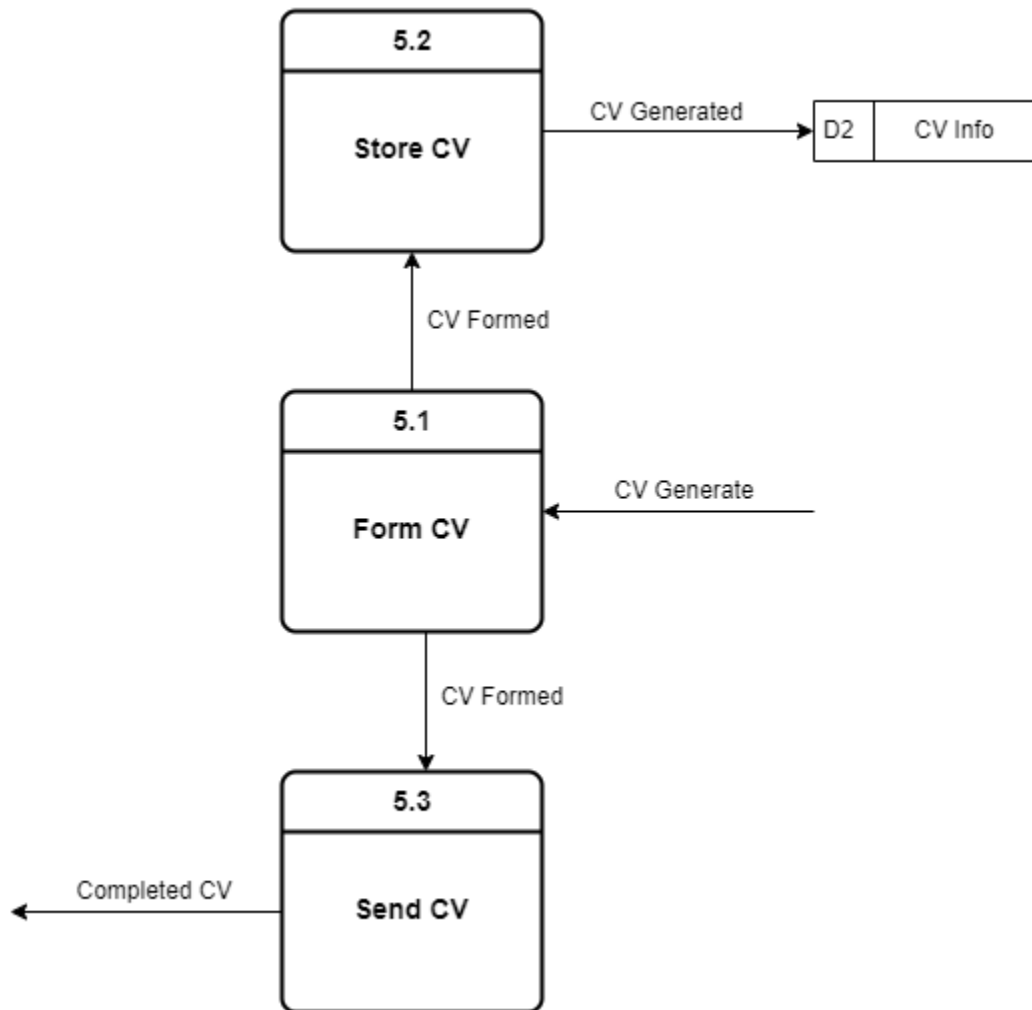 5.2
Store CV
CV Generated
D2
CV Info
CV Formed
5.1
Form CV
CV Generate
CV Formed
5.3
Send CV
Completed CV